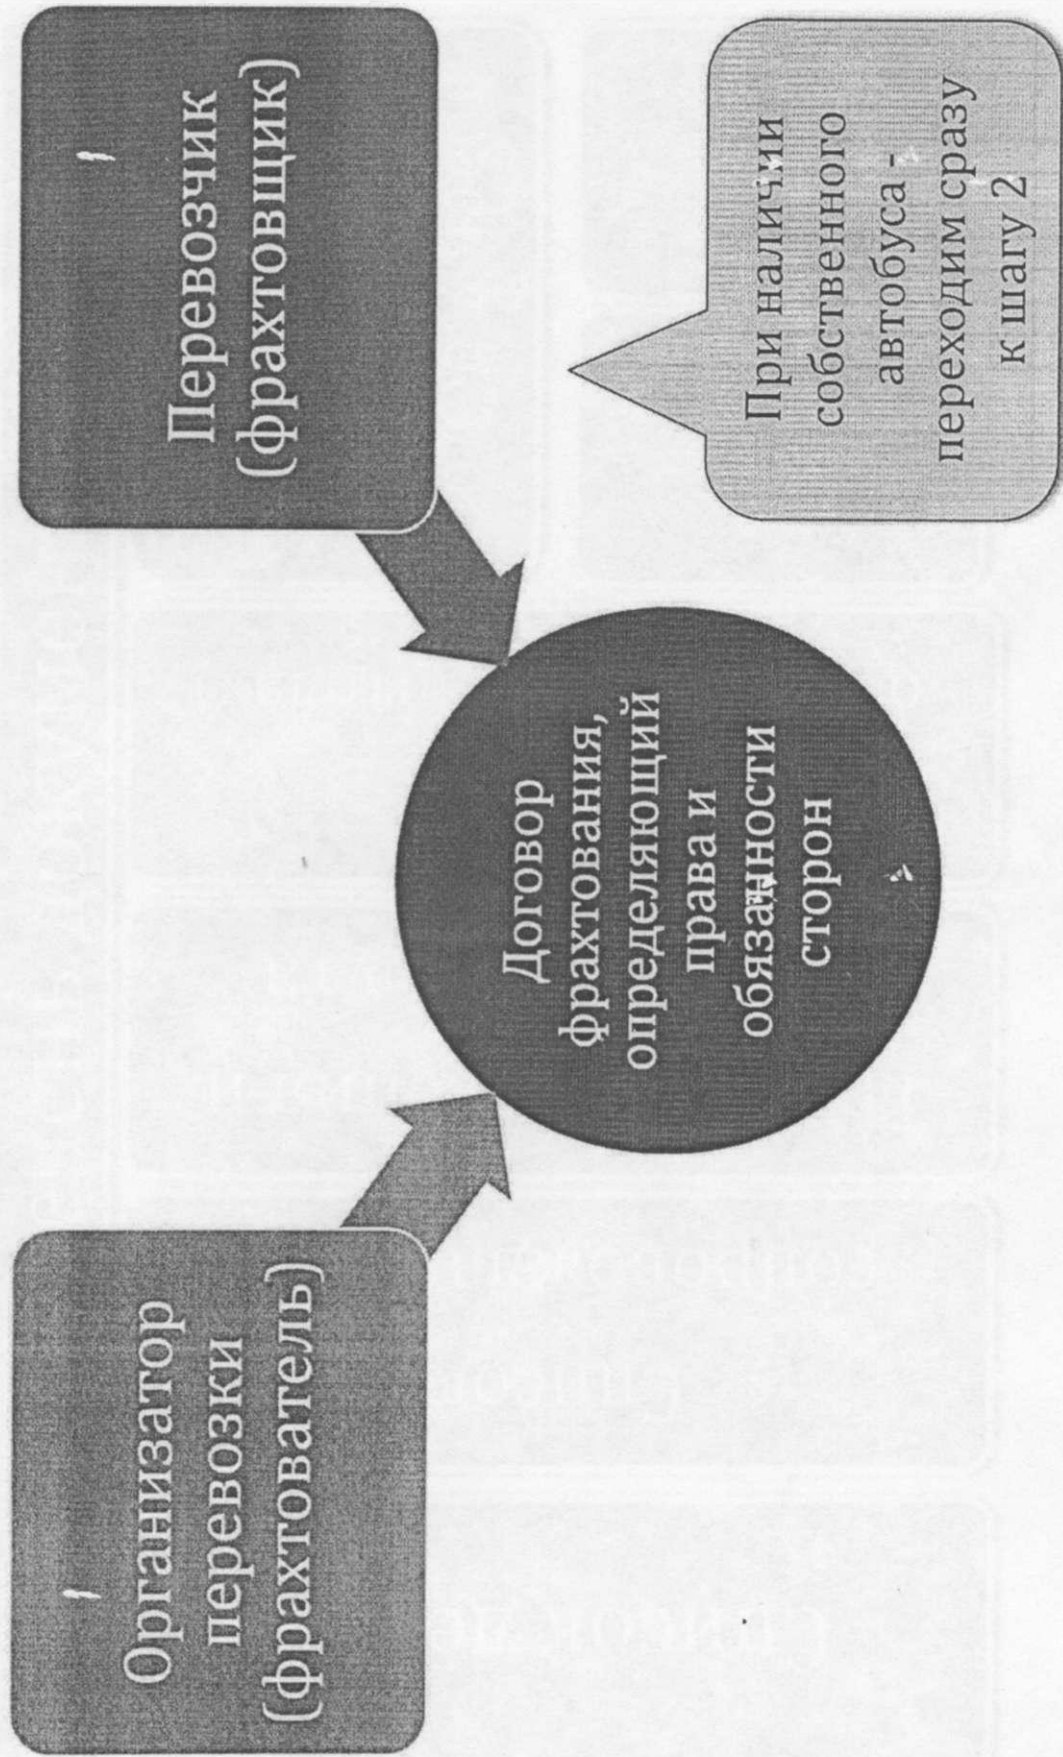 Организатор
перевозки
(фрахтователь)
Перевозчик
(фрахтовщик)
Договор
фрахтования,
определяющий
права и
обязанности
сторон
При наличии
собственного
автобуса -
переходим сразу
к шагу 2